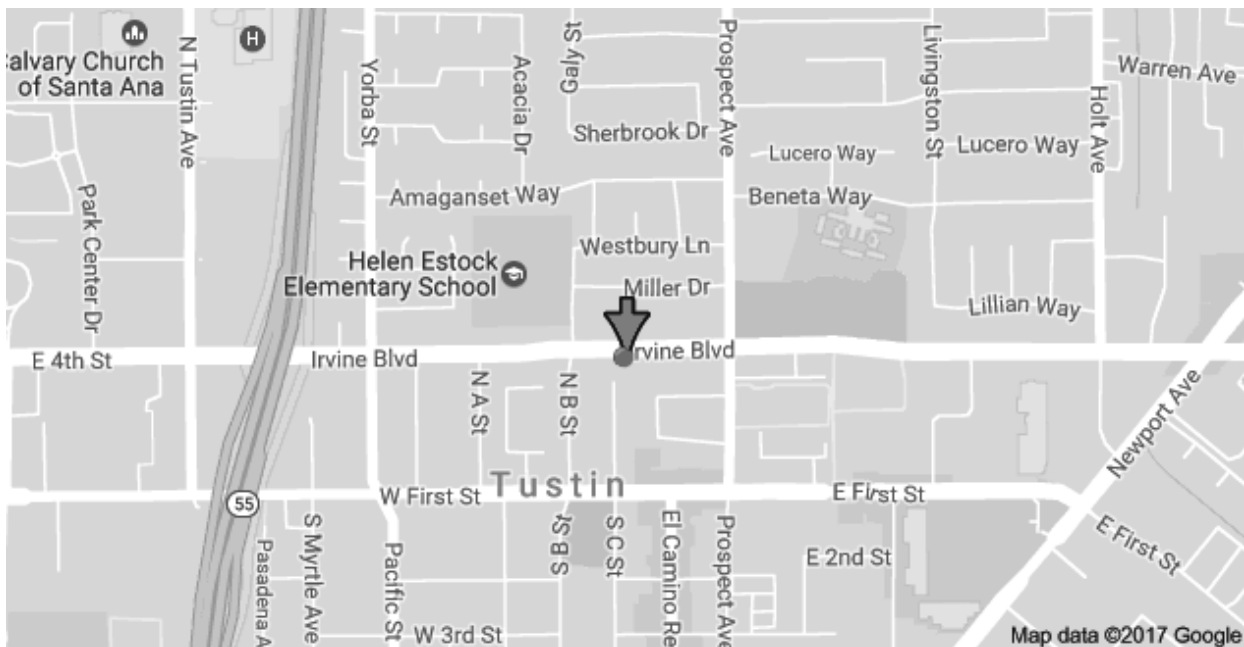 Calvary Church
of Santa Ana
H
N Tustin Ave
Yorba St
Acacia Dr
Galy St
Prospect Ave
Livingston St
Holt Ave
Warren Ave
Sherbrook Dr
Lucero Way
Lucero Way
Park Center Dr
Amaganset Way
Beneta Way
Westbury Ln
Helen Estock
Elementary School
Miller Dr
Lillian Way
E 4th St
Irvine Blvd
rvine Blvd
N A St
N B St
Newport Ave
Tustin
W First St
E First St
55
S Myrtle Ave
Pasadena A
Pacific St
S B St
S C St
El Camino Re
Prospect Ave
E 2nd St
E First St
W 3rd St
Map data ©2017 Google